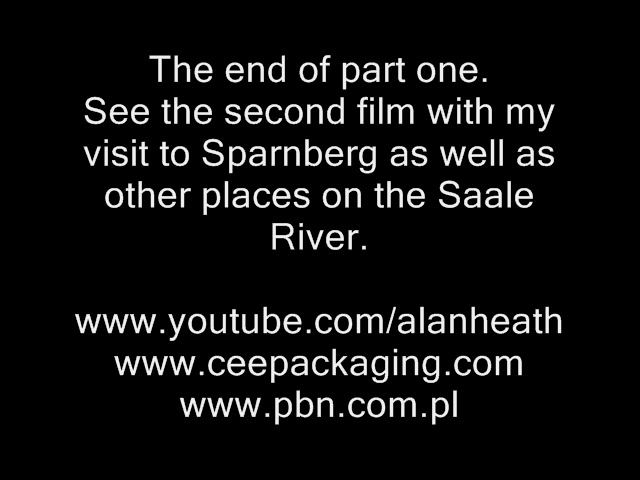 The end of part one.
See the second film with my
visit to Sparnberg as well as
other places on the Saale
River.
www.youtube.com/alanheath
www.ceepackaging.com
www.pbn.com.pl